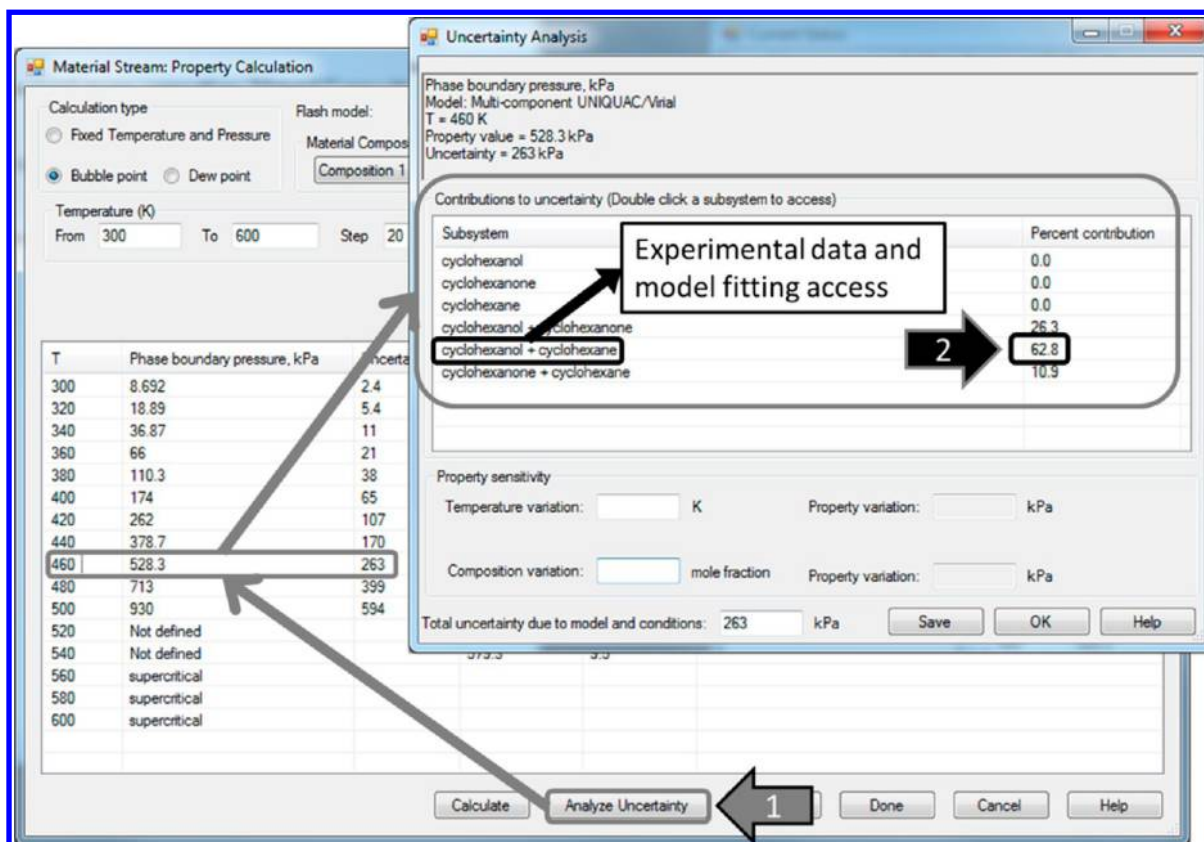 Uncertainty Analysis
Material Stream: Property Calculation
Phase boundary pressure, kPa
Model: Multi-component UNIQUAC/Virial
T = 460 K
Property value = 528.3 kPa
Uncertainty = 263 kPa
Calculation type
Flash model:
Fixed Temperature and Pressure
Material Compos
Bubble point
Dew point
Composition 1
Temperature (K)
From 300 To 600 Step 20
Contributions to uncertainty (Double click a subsystem to access)
Subsystem Percent contribution
cyclohexanol 0.0
cyclohexanone 0.0
cyclohexane 0.0
cyclohexanol + cyclohexanone 26.3
cyclohexanol + cyclohexane 62.8
cyclohexanone + cyclohexane 10.9
Experimental data and
model fitting access
2
T Phase boundary pressure, kPa Uncerta
300 8.692 2.4
320 18.89 5.4
340 36.87 11
360 66 21
380 110.3 38
400 174 65
420 262 107
440 378.7 170
460 528.3 263
480 713 399
500 930 594
520 Not defined
540 Not defined
560 supercritical
580 supercritical
600 supercritical
Property sensitivity
Temperature variation: K Property variation: kPa
Composition variation: mole fraction Property variation: kPa
Total uncertainty due to model and conditions: 263 kPa Save OK Help
Calculate Analyze Uncertainty 1 Done Cancel Help